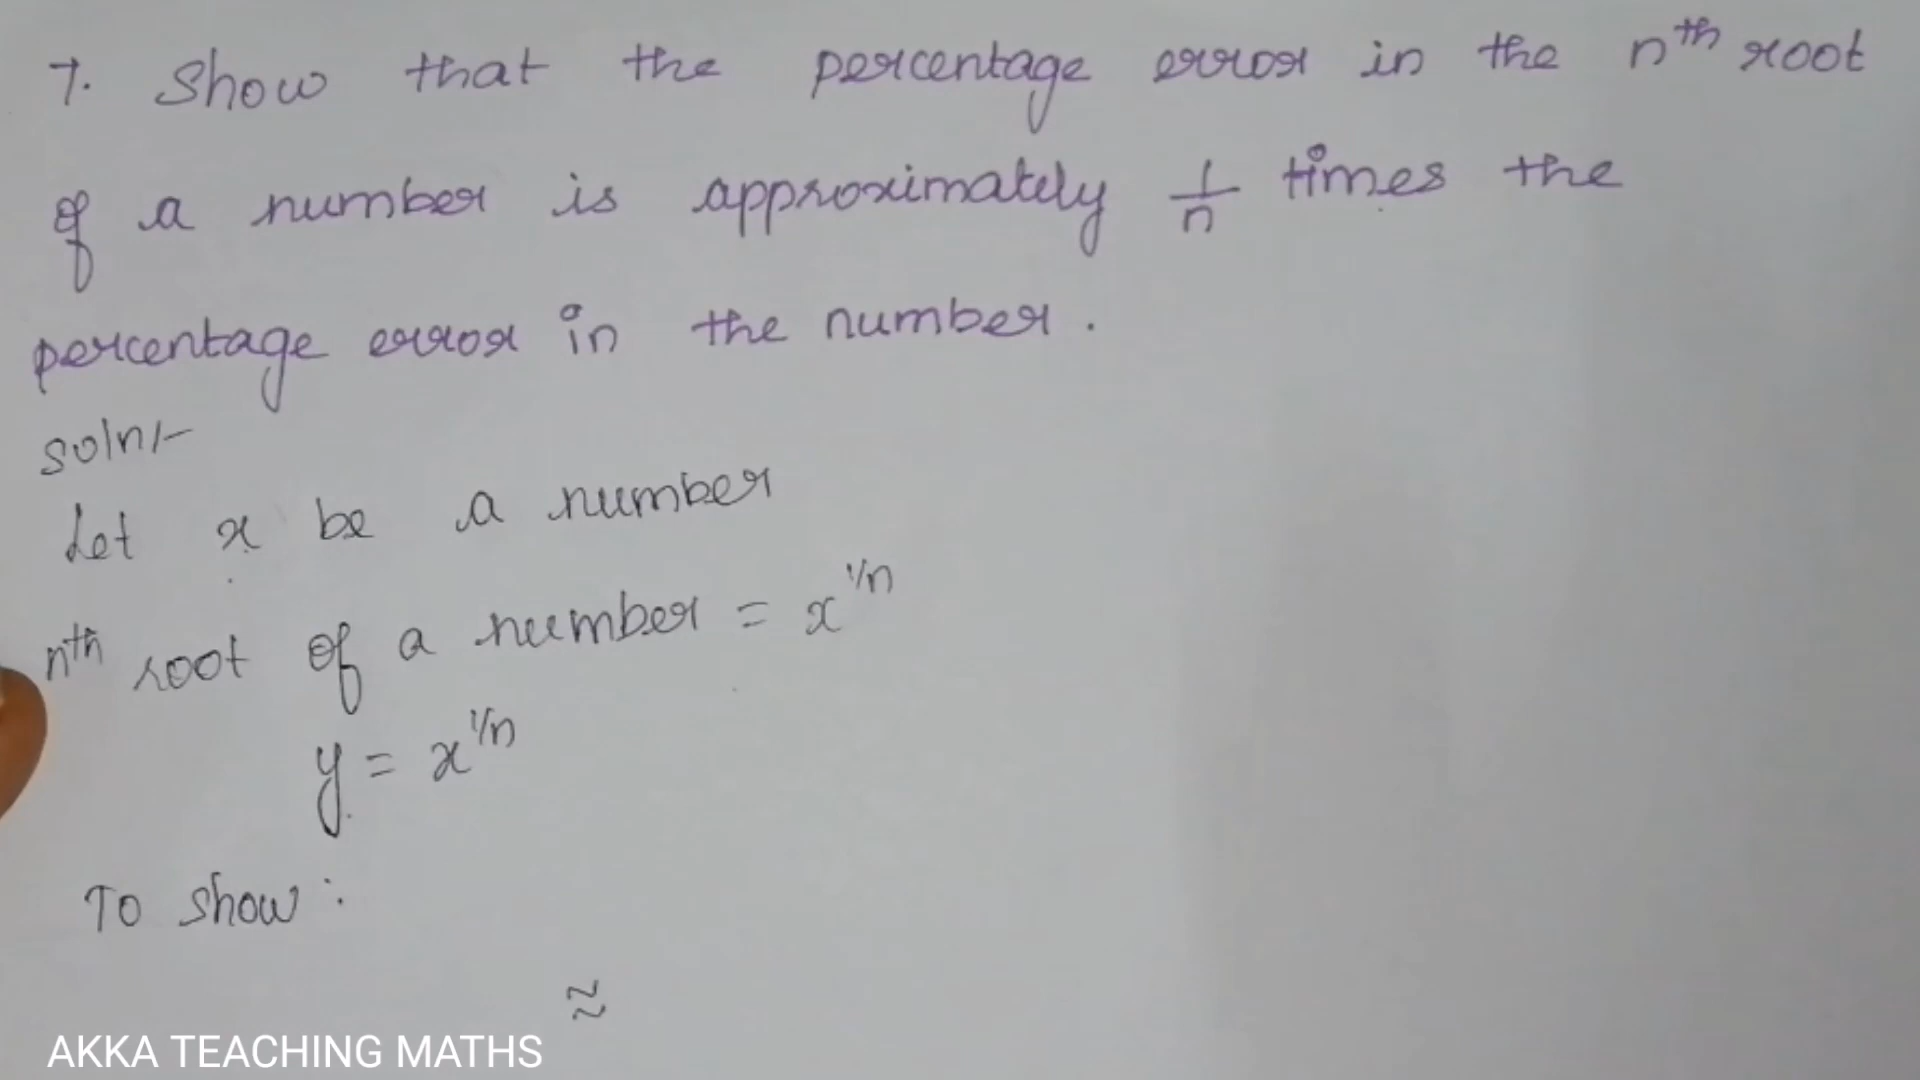 7. Show that the percentage error in the nth root
of a number is approximately 1/n times the
percentage error in the number.
Soln:-
Let x be a number
nth root of a number = x^1/n
y = x^1/n
To show :
≈
AKKA TEACHING MATHS